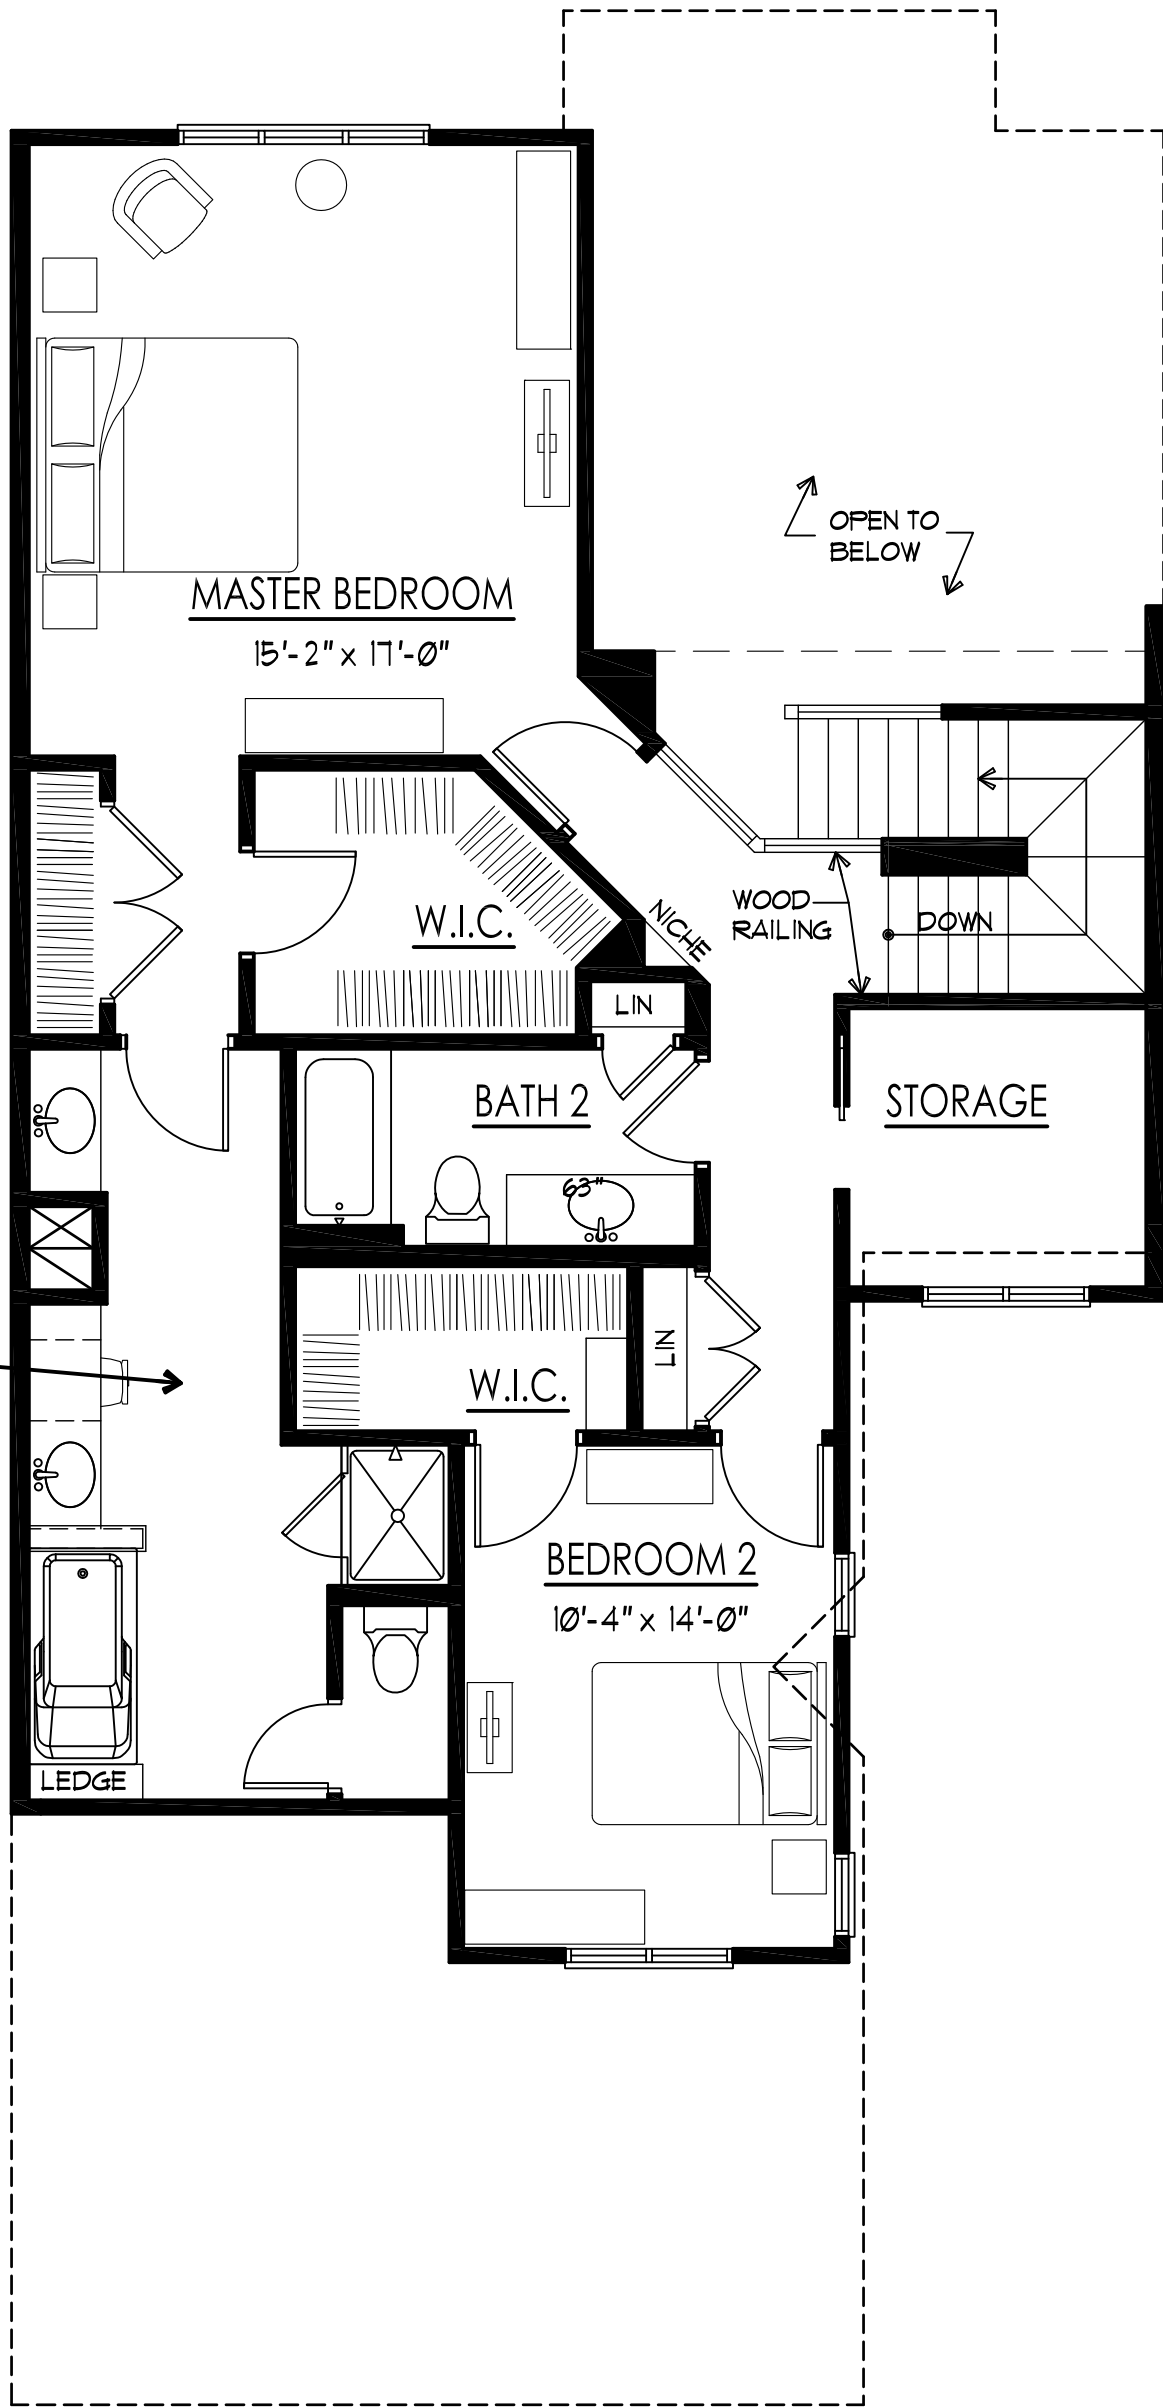 OPEN TO
BELOW
MASTER BEDROOM
15'-2" x 17'-0"
W.I.C.
NICHE
WOOD
RAILING
DOWN
LIN
BATH 2
STORAGE
63"
LIN
W.I.C.
BEDROOM 2
10'-4" x 14'-0"
LEDGE